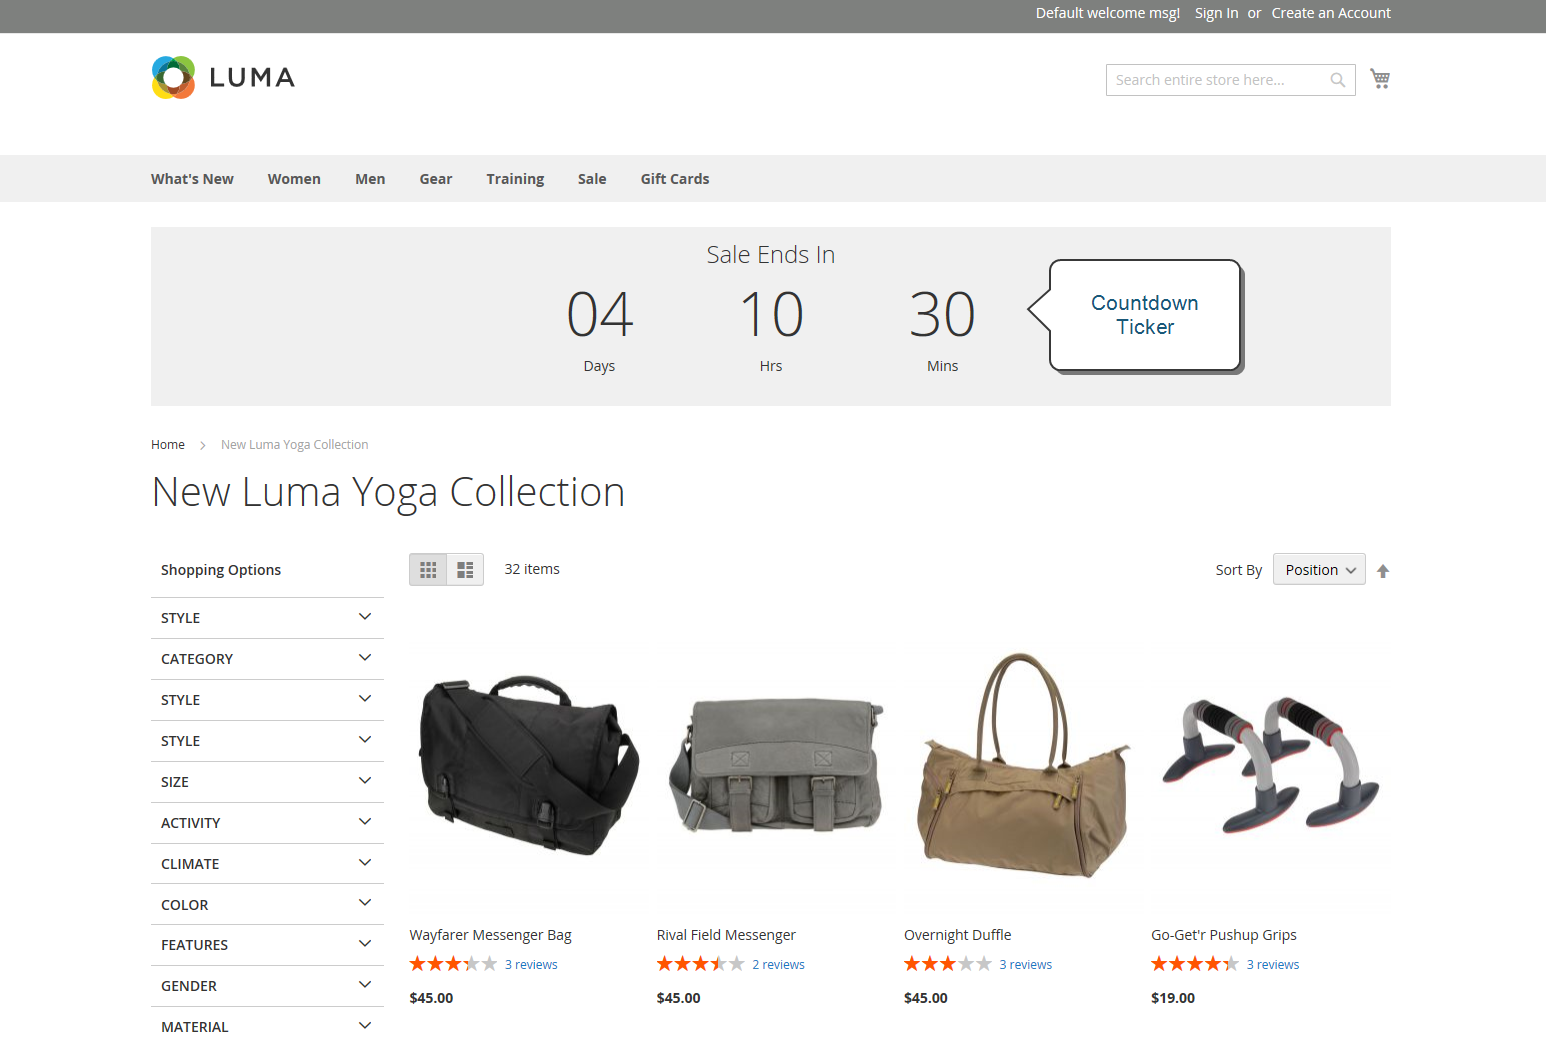 Default welcome msg! Sign In or Create an Account
LUMA
Search entire store here...
What's New Women Men Gear Training Sale Gift Cards
Sale Ends In
04 10 30
Days Hrs Mins
Countdown
Ticker
Home New Luma Yoga Collection
New Luma Yoga Collection
Shopping Options
32 items
Sort By Position
STYLE
CATEGORY
STYLE
STYLE
SIZE
ACTIVITY
CLIMATE
COLOR
FEATURES
GENDER
MATERIAL
Wayfarer Messenger Bag
3 reviews
$45.00
Rival Field Messenger
2 reviews
$45.00
Overnight Duffle
3 reviews
$45.00
Go-Get'r Pushup Grips
3 reviews
$19.00